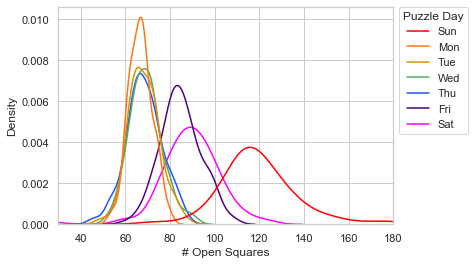 Puzzle Day
Sun
Mon
Tue
Wed
Thu
Fri
Sat
Density
0.010
0.008
0.006
0.004
0.002
0.000
40 60 80 100 120 140 160 180
# Open Squares